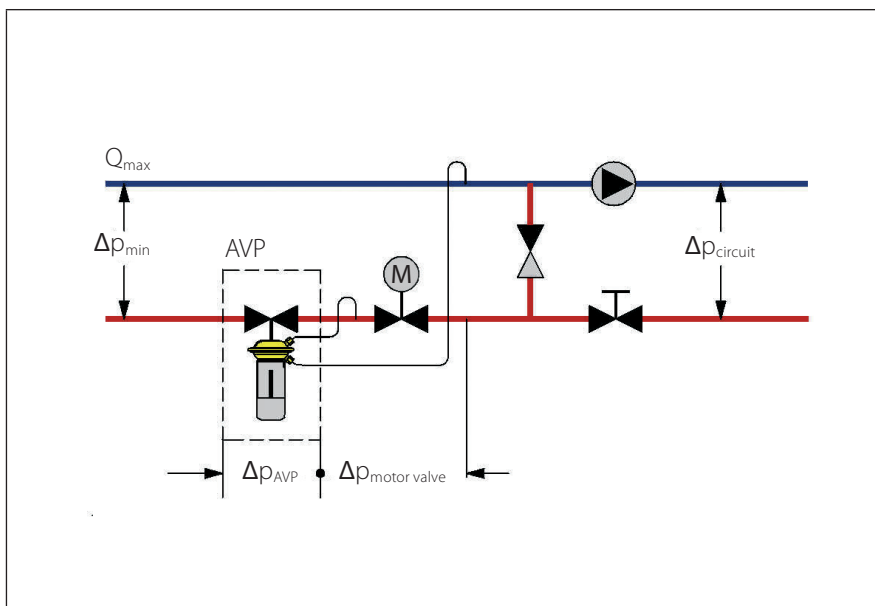 Qmax
Δpmin
AVP
M
Δpcircuit
ΔpAVP
Δpmotor valve